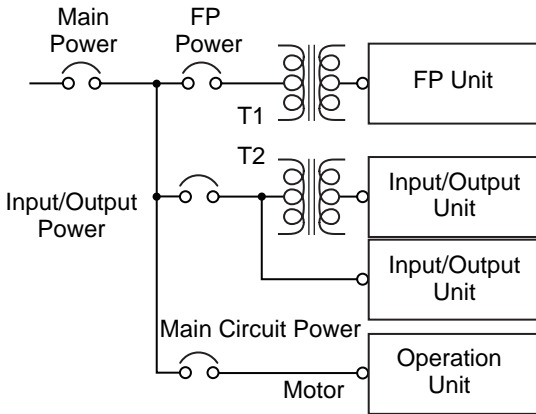 Main
Power
FP
Power
FP Unit
T1
T2
Input/Output
Power
Input/Output
Unit
Input/Output
Unit
Main Circuit Power
Motor
Operation
Unit